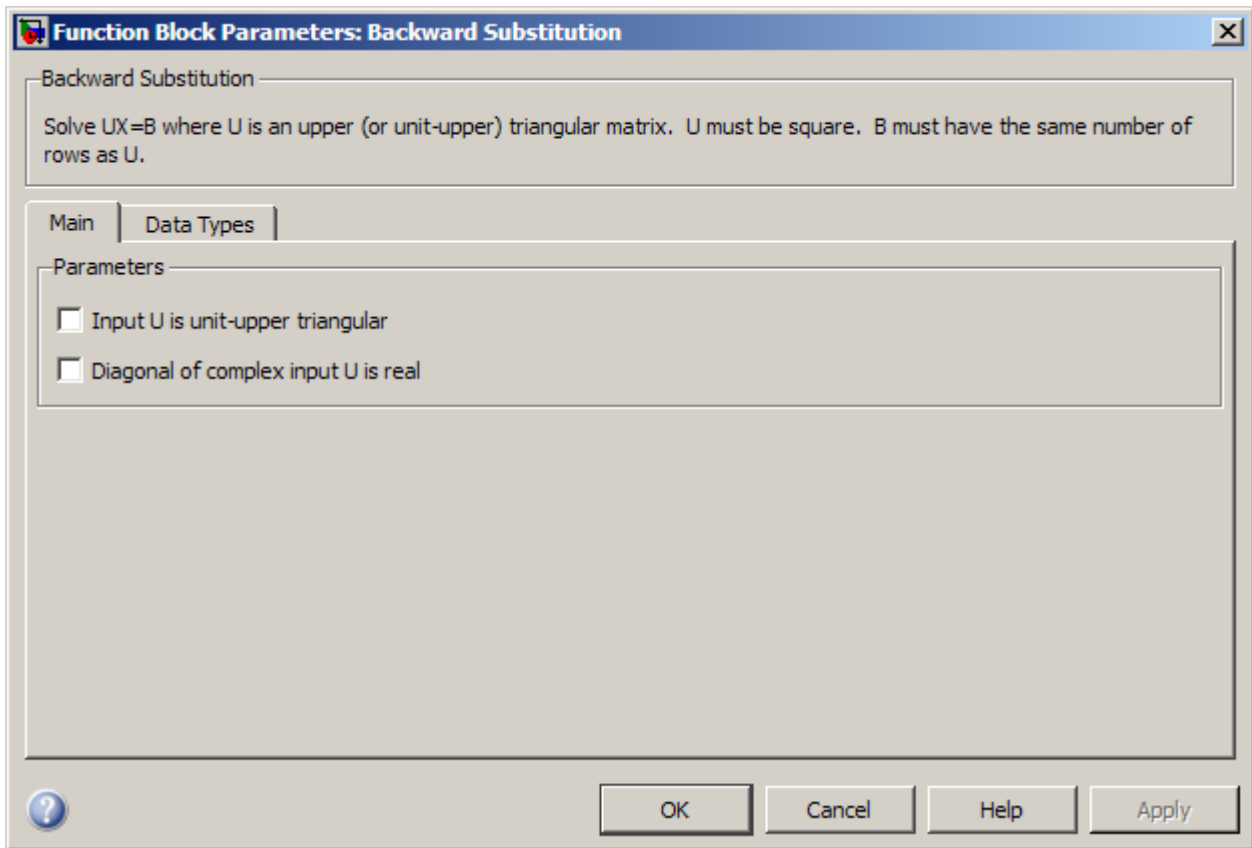 Function Block Parameters: Backward Substitution
Backward Substitution
Solve UX=B where U is an upper (or unit-upper) triangular matrix.  U must be square.  B must have the same number of
rows as U.
Main
Data Types
Parameters
Input U is unit-upper triangular
Diagonal of complex input U is real
?
OK
Cancel
Help
Apply